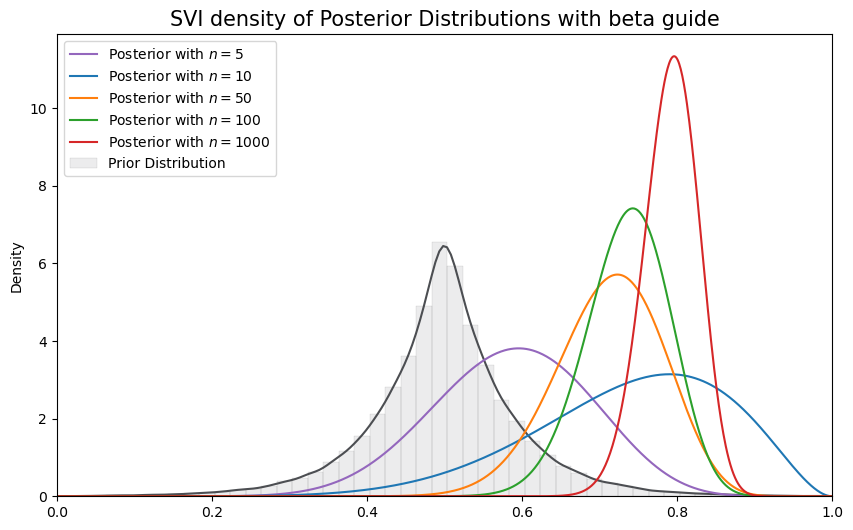 SVI density of Posterior Distributions with beta guide
Posterior with n = 5
Posterior with n = 10
Posterior with n = 50
Posterior with n = 100
Posterior with n = 1000
Prior Distribution
Density
10
8
6
4
2
0
0.0 0.2 0.4 0.6 0.8 1.0